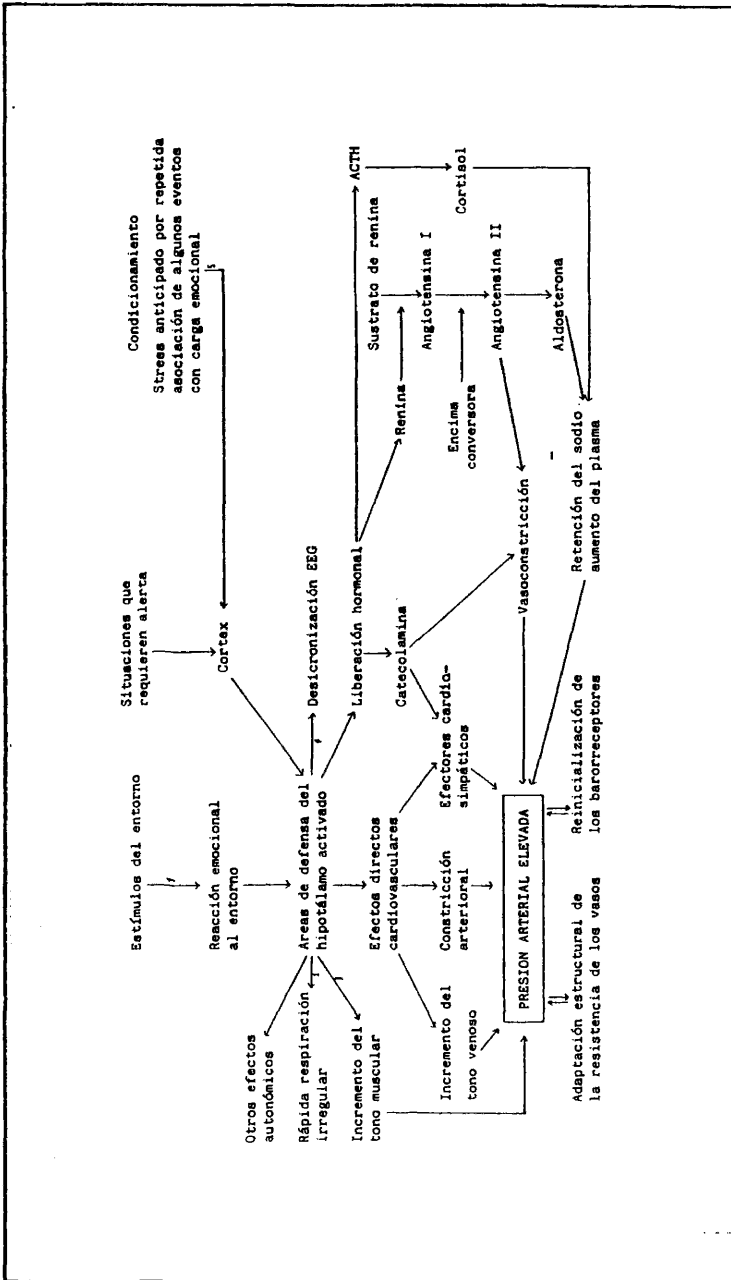 Condicionamiento
Stress anticipado por repetida
asociación de algunos eventos
con carga emocional
Situaciones que
requieren alerta
Estímulos del entorno
Cortex
Reacción emocional
al entorno
Otros efectos
autonómicos
Areas de defensa del
hipotálamo activado
Desicronización EEG
Rápida respiración
irregular
Incremento del
tono muscular
Efectos directos
cardiovasculares
Liberación hormonal
ACTH
Catecolamina
Renina
Sustrato de renina
Angiotensina I
Encima
conversora
Angiotensina II
Cortisol
Aldosterona
Incremento del
tono venoso
Constricción
arterioral
Efectores cardio-
simpáticos
Vasoconstricción
Retención del sodio
aumento del plasma
PRESION ARTERIAL ELEVADA
Adaptación estructural de
la resistencia de los vasos
Reinicialización de
los barorreceptores